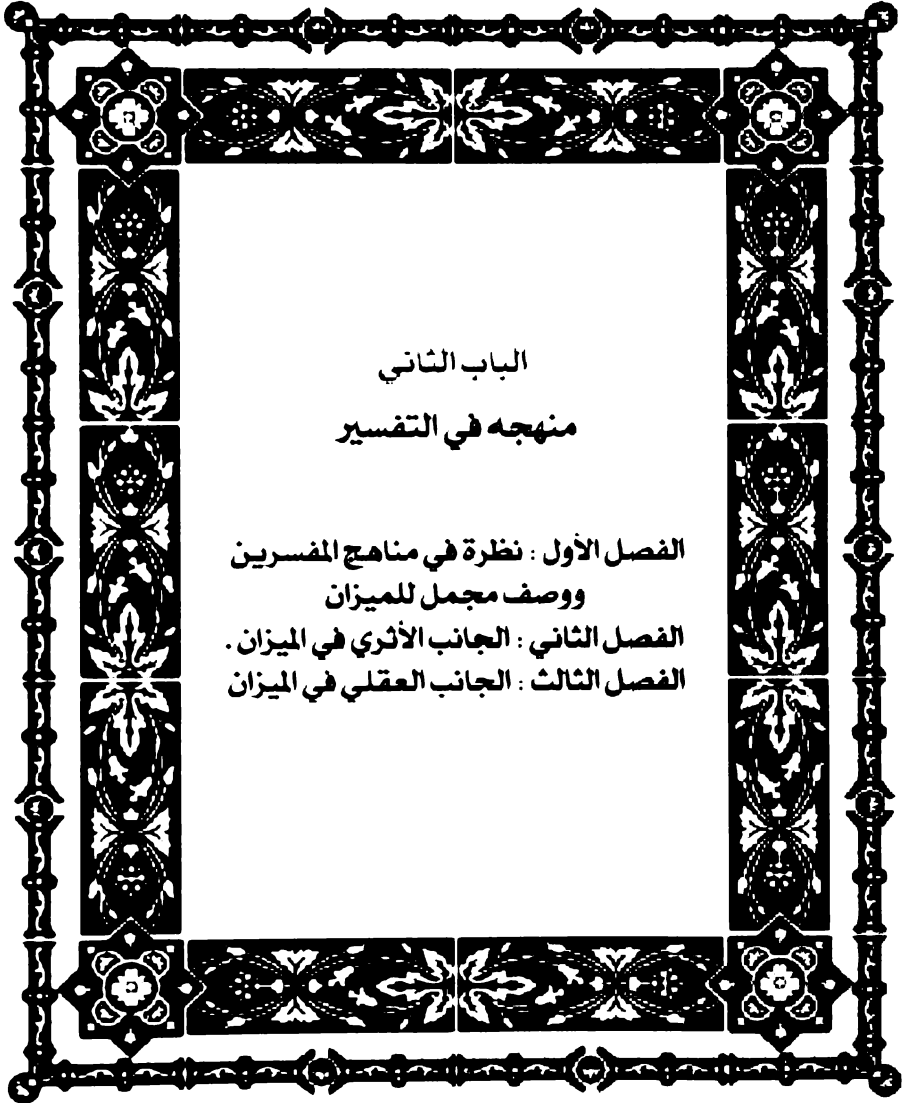 الباب الثاني
منهجه في التفسير
الفصل الأول : نظرة في مناهج المفسرين
ووصف مجمل للميزان
الفصل الثاني : الجانب الأثري في الميزان .
الفصل الثالث : الجانب العقلي في الميزان